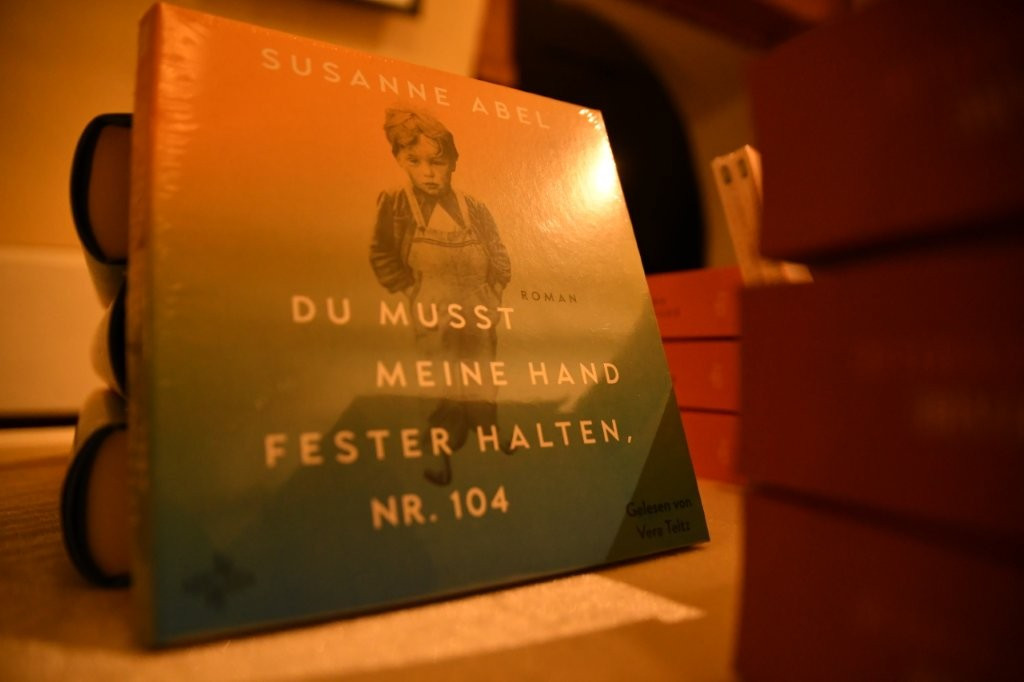 SUSANNE ABEL
ROMAN
DU MUSST
MEINE HAND
FESTER HALTEN,
NR. 104
Gelesen von
Vera Teltz